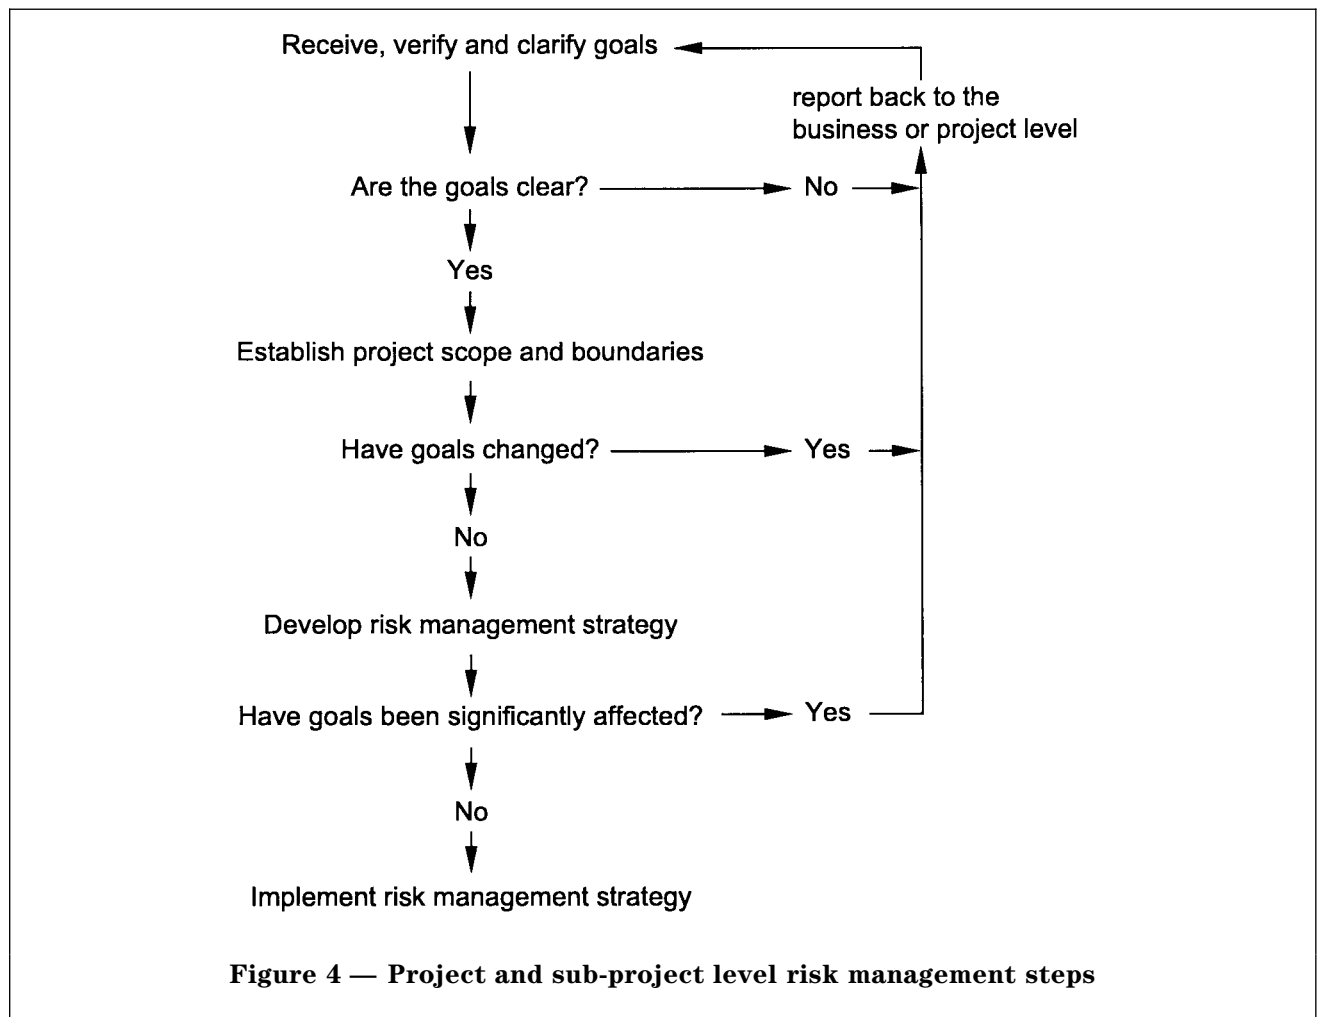 Receive, verify and clarify goals
report back to the
business or project level
Are the goals clear?
No
Yes
Establish project scope and boundaries
Have goals changed?
Yes
No
Develop risk management strategy
Have goals been significantly affected?
Yes
No
Implement risk management strategy
Figure 4 — Project and sub-project level risk management steps